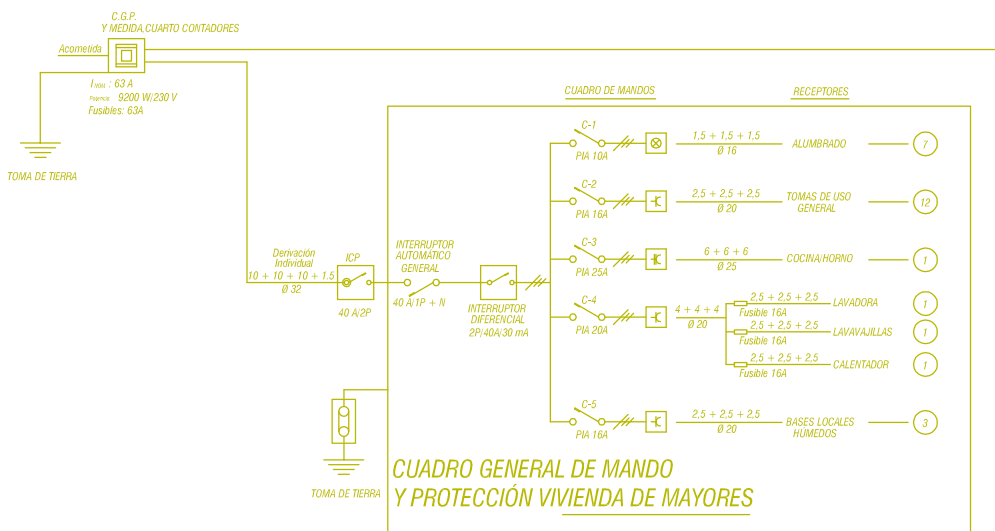 C.G.P.
Y MEDIDA,CUARTO CONTADORES
Acometida
I NOM : 63 A
9200 W/230 V
Fusibles: 63A
TOMA DE TIERRA
CUADRO DE MANDOS
RECEPTORES
C-1
PIA 10A
1,5 + 1,5 + 1,5
Ø 16
ALUMBRADO
7
C-2
PIA 16A
2,5 + 2,5 + 2,5
Ø 20
TOMAS DE USO
GENERAL
12
C-3
PIA 25A
6 + 6 + 6
Ø 25
COCINA/HORNO
1
Derivación
Individual
10 + 10 + 10 + 1.5
Ø 32
ICP
40 A/2P
INTERRUPTOR
AUTOMÁTICO
GENERAL
40 A/1P + N
INTERRUPTOR
DIFERENCIAL
2P/40A/30 mA
C-4
PIA 20A
4 + 4 + 4
Ø 20
2,5 + 2,5 + 2,5
Fusible 16A
LAVADORA
1
2,5 + 2,5 + 2,5
Fusible 16A
LAVAVAJILLAS
1
2,5 + 2,5 + 2,5
Fusible 16A
CALENTADOR
1
C-5
PIA 16A
2,5 + 2,5 + 2,5
Ø 20
BASES LOCALES
HÚMEDOS
3
TOMA DE TIERRA
CUADRO GENERAL DE MANDO
Y PROTECCIÓN VIVIENDA DE MAYORES